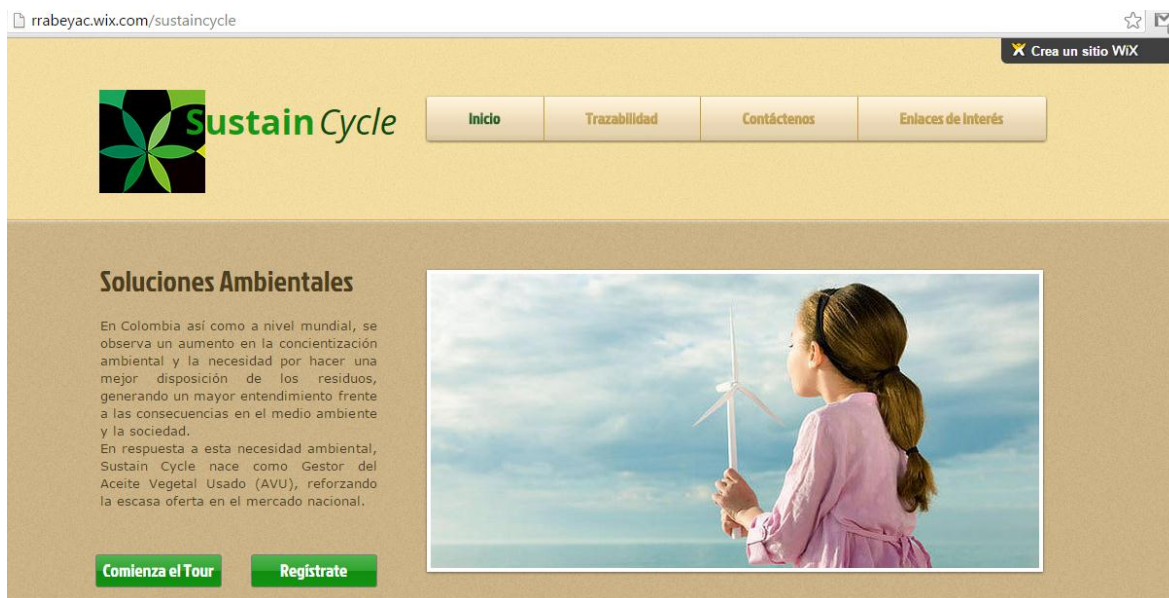 rrabeyac.wix.com/sustaincycle
Crea un sitio WiX
Sustain Cycle
Inicio
Trazabilidad
Contáctenos
Enlaces de Interés
Soluciones Ambientales
En Colombia así como a nivel mundial, se
observa un aumento en la concientización
ambiental y la necesidad por hacer una
mejor disposición de los residuos,
generando un mayor entendimiento frente
a las consecuencias en el medio ambiente
y la sociedad.
En respuesta a esta necesidad ambiental,
Sustain Cycle nace como Gestor del
Aceite Vegetal Usado (AVU), reforzando
la escasa oferta en el mercado nacional.
Comienza el Tour
Regístrate